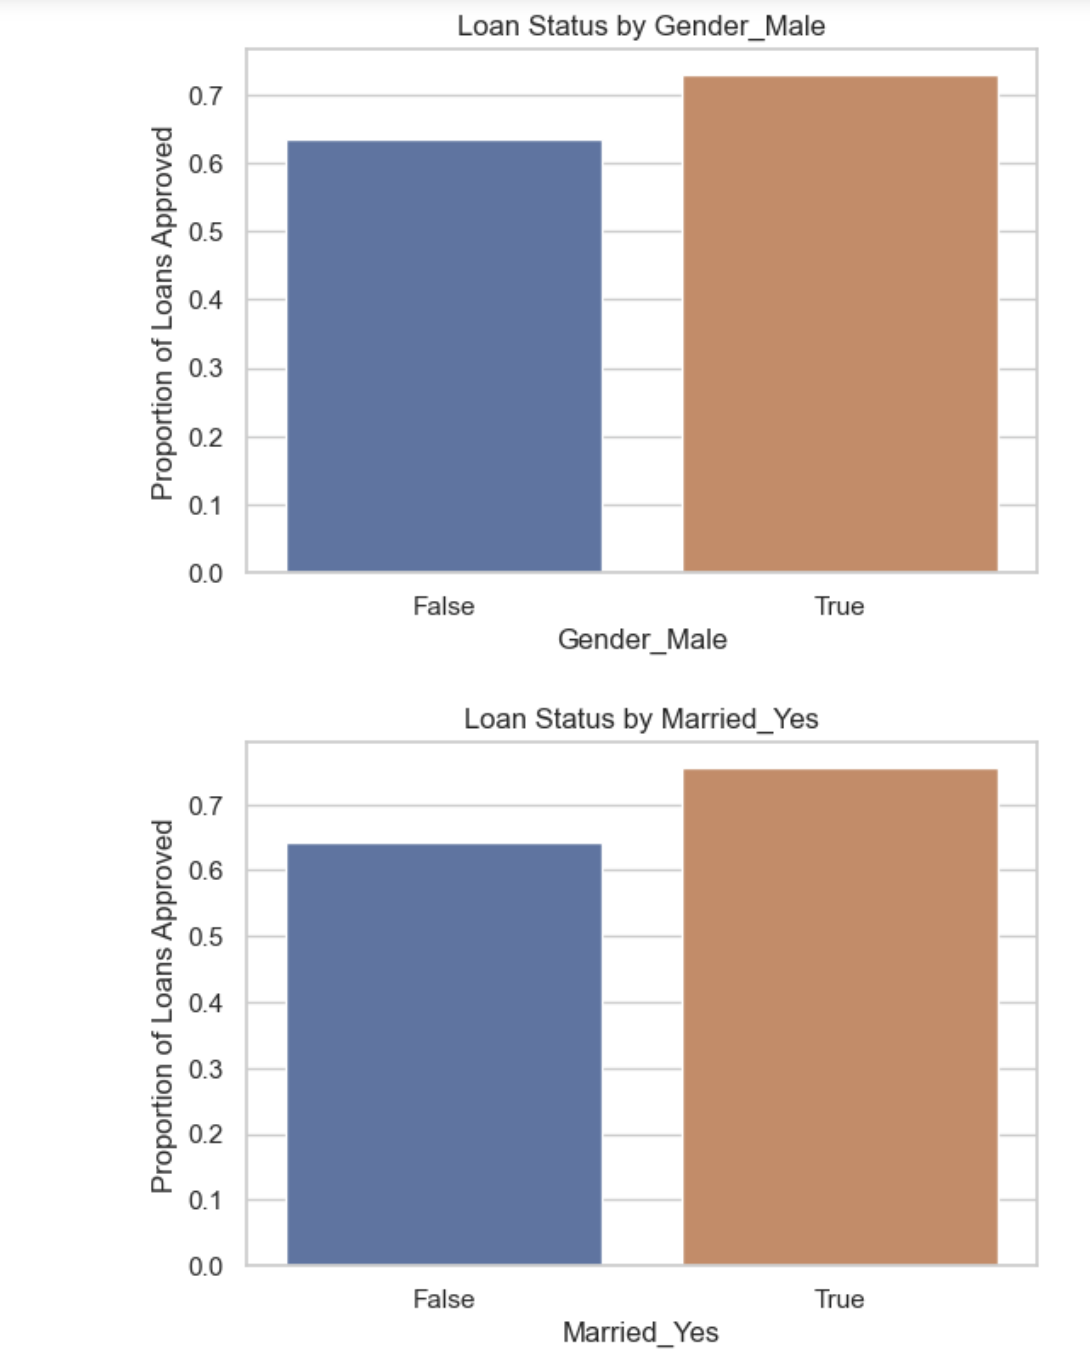 Loan Status by Gender_Male
Proportion of Loans Approved
0.7
0.6
0.5
0.4
0.3
0.2
0.1
0.0
False True
Gender_Male
Loan Status by Married_Yes
Proportion of Loans Approved
0.7
0.6
0.5
0.4
0.3
0.2
0.1
0.0
False True
Married_Yes